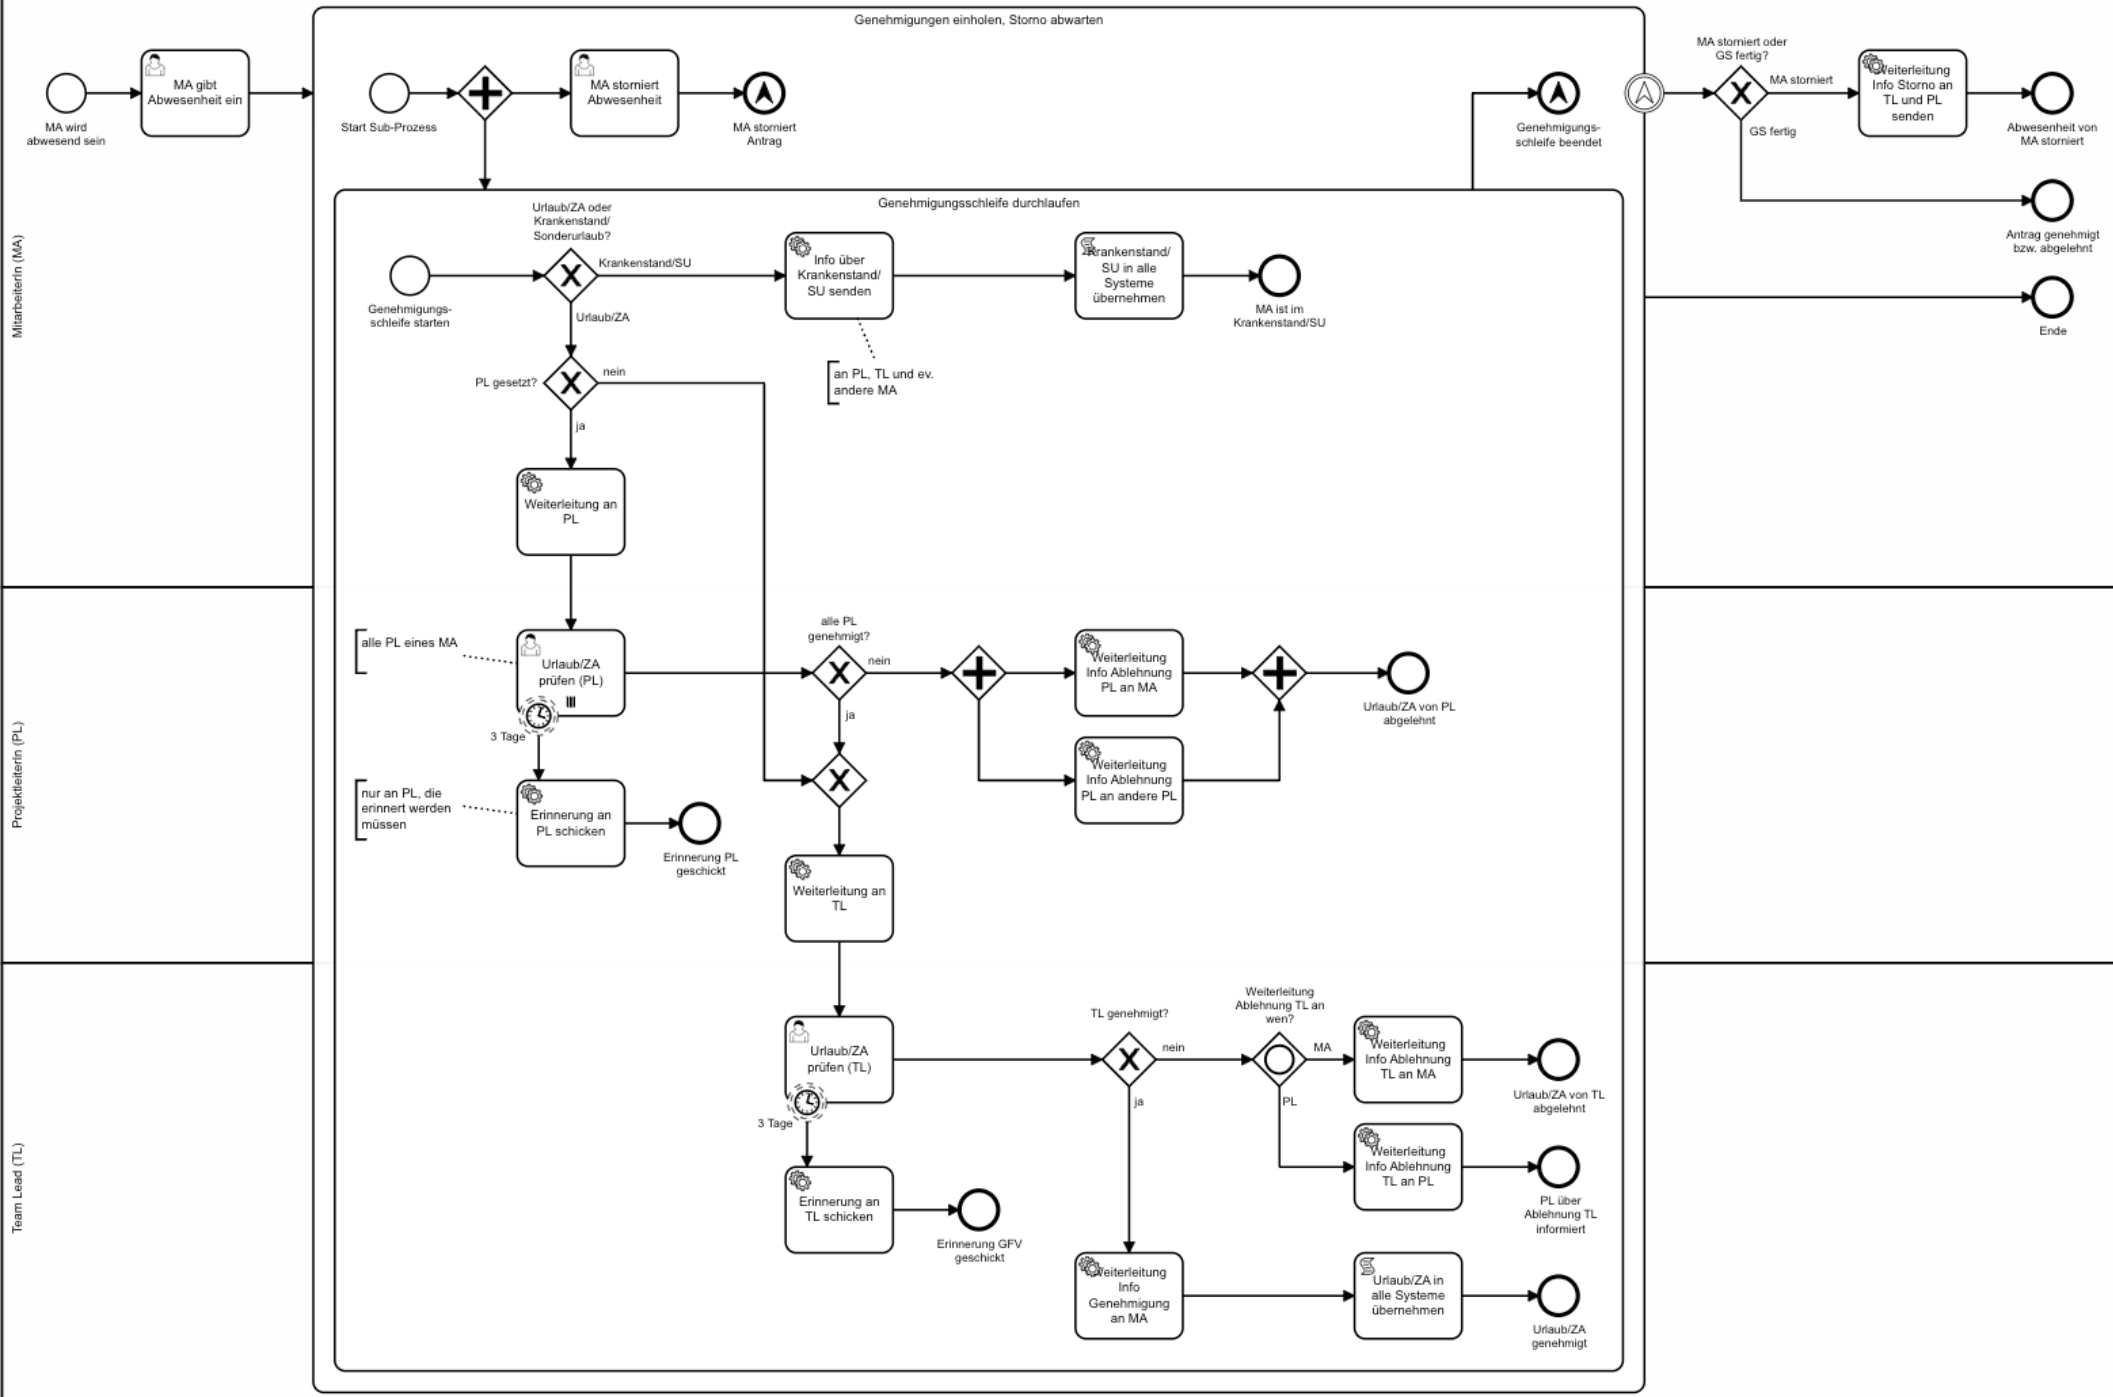 Genehmigungen einholen, Storno abwarten
MA wird
abwesend sein
MA gibt
Abwesenheit ein
Start Sub-Prozess
MA storniert
Abwesenheit
MA storniert
Antrag
Genehmigungs-
schleife beendet
MA storniert oder
GS fertig?
MA storniert
GS fertig
Weiterleitung
Info Storno an
TL und PL
senden
Abwesenheit von
MA storniert
Antrag genehmigt
bzw. abgelehnt
Ende
MitarbeiterIn (MA)
Genehmigungsschleife durchlaufen
Genehmigungs-
schleife starten
Urlaub/ZA oder
Krankenstand/
Sonderurlaub?
Krankenstand/SU
Urlaub/ZA
Info über
Krankenstand/
SU senden
an PL, TL und ev.
andere MA
Krankenstand/
SU in alle
Systeme
übernehmen
MA ist im
Krankenstand/SU
PL gesetzt?
nein
ja
Weiterleitung an
PL
ProjektleiterIn (PL)
alle PL eines MA
Urlaub/ZA
prüfen (PL)
3 Tage
nur an PL, die
erinnert werden
müssen
Erinnerung an
PL schicken
Erinnerung PL
geschickt
alle PL
genehmigt?
nein
ja
Weiterleitung
Info Ablehnung
PL an MA
Weiterleitung
Info Ablehnung
PL an andere PL
Urlaub/ZA von PL
abgelehnt
Weiterleitung an
TL
Team Lead (TL)
Urlaub/ZA
prüfen (TL)
3 Tage
Erinnerung an
TL schicken
Erinnerung GFV
geschickt
TL genehmigt?
nein
ja
Weiterleitung
Ablehnung TL an
wen?
MA
PL
Weiterleitung
Info Ablehnung
TL an MA
Urlaub/ZA von TL
abgelehnt
Weiterleitung
Info Ablehnung
TL an PL
PL über
Ablehnung TL
informiert
Weiterleitung
Info
Genehmigung
an MA
Urlaub/ZA in
alle Systeme
übernehmen
Urlaub/ZA
genehmigt